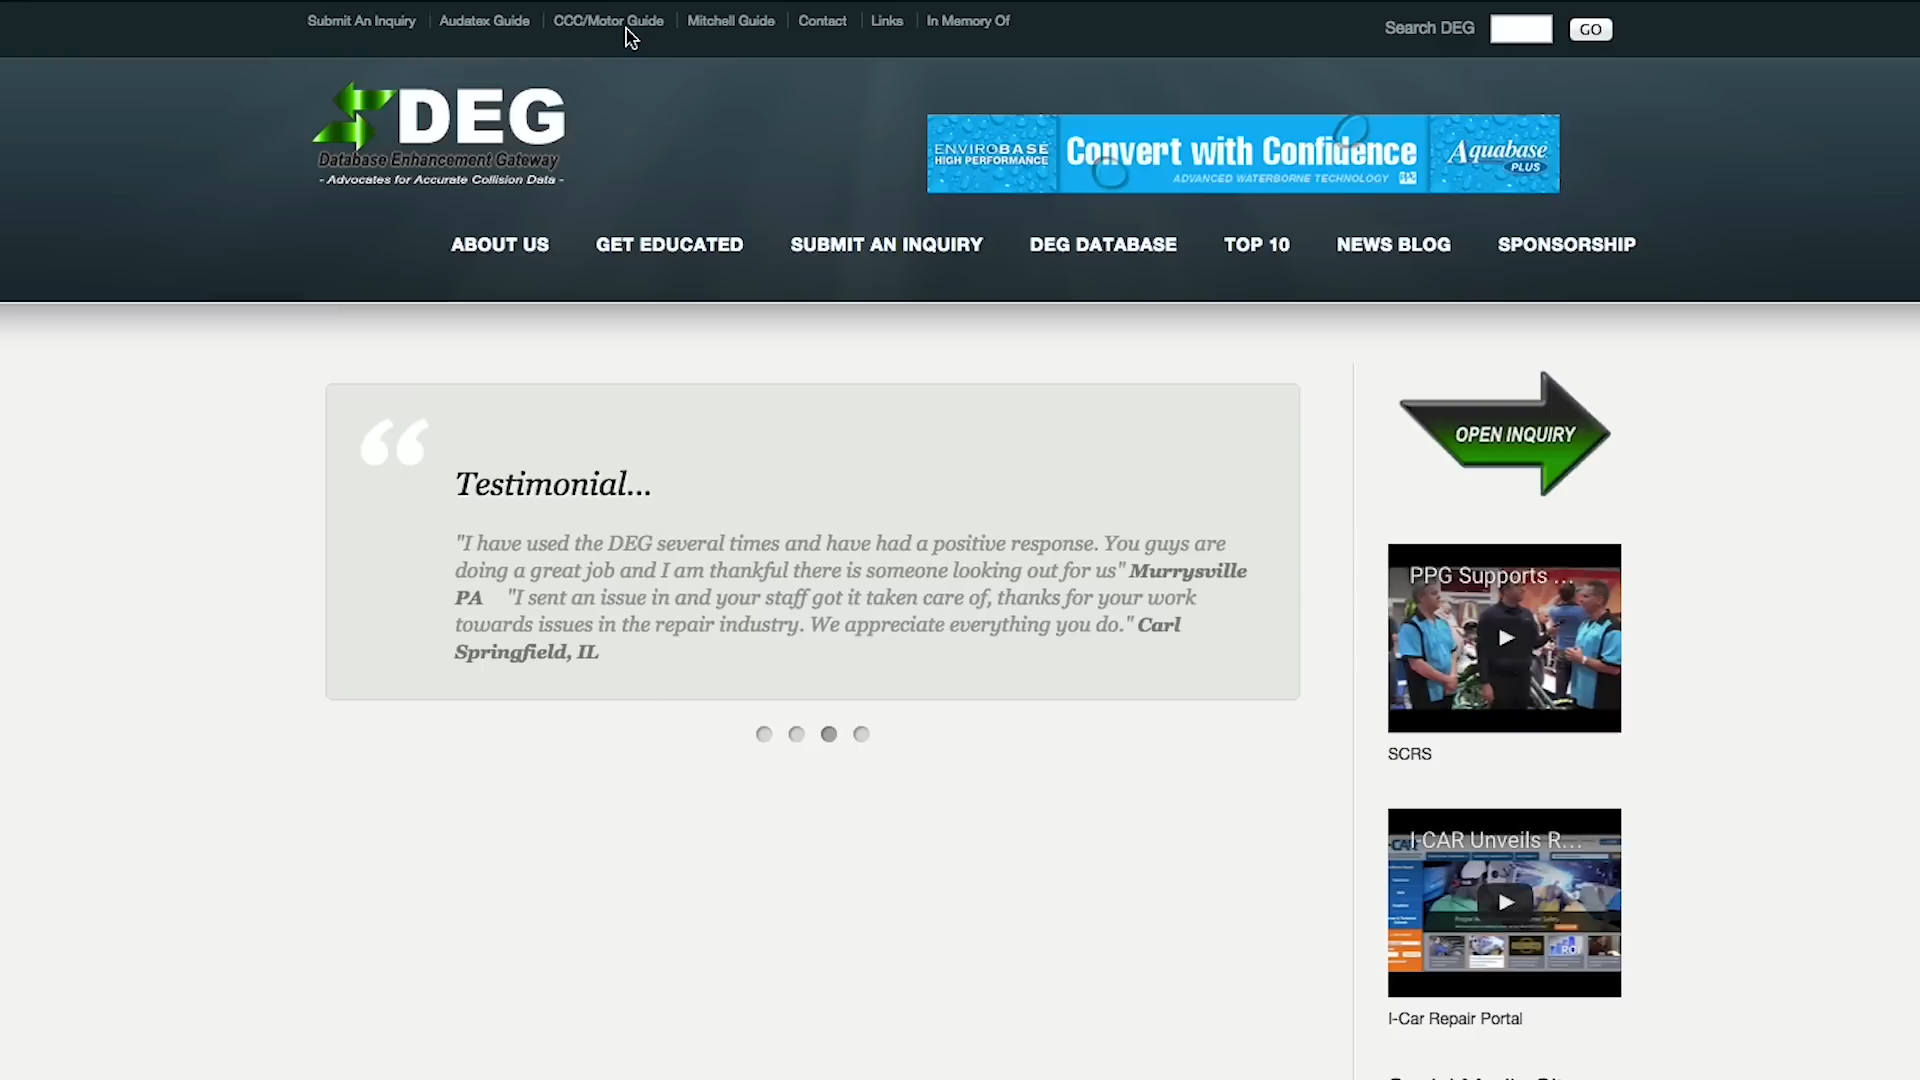 Submit An Inquiry
Audatex Guide
CCC/Motor Guide
Mitchell Guide
Contact
Links
In Memory Of
Search DEG
GO
DEG
Database Enhancement Gateway
- Advocates for Accurate Collision Data -
ENVIROBASE
HIGH PERFORMANCE
Convert with Confidence
ADVANCED WATERBORNE TECHNOLOGY PPG
Aquabase
PLUS
ABOUT US
GET EDUCATED
SUBMIT AN INQUIRY
DEG DATABASE
TOP 10
NEWS BLOG
SPONSORSHIP
“
Testimonial...
"I have used the DEG several times and have had a positive response. You guys are
doing a great job and I am thankful there is someone looking out for us" Murrysville
PA "I sent an issue in and your staff got it taken care of, thanks for your work
towards issues in the repair industry. We appreciate everything you do." Carl
Springfield, IL
OPEN INQUIRY
PPG Supports ...
SCRS
I-CAR Unveils R...
ROI
I-Car Repair Portal